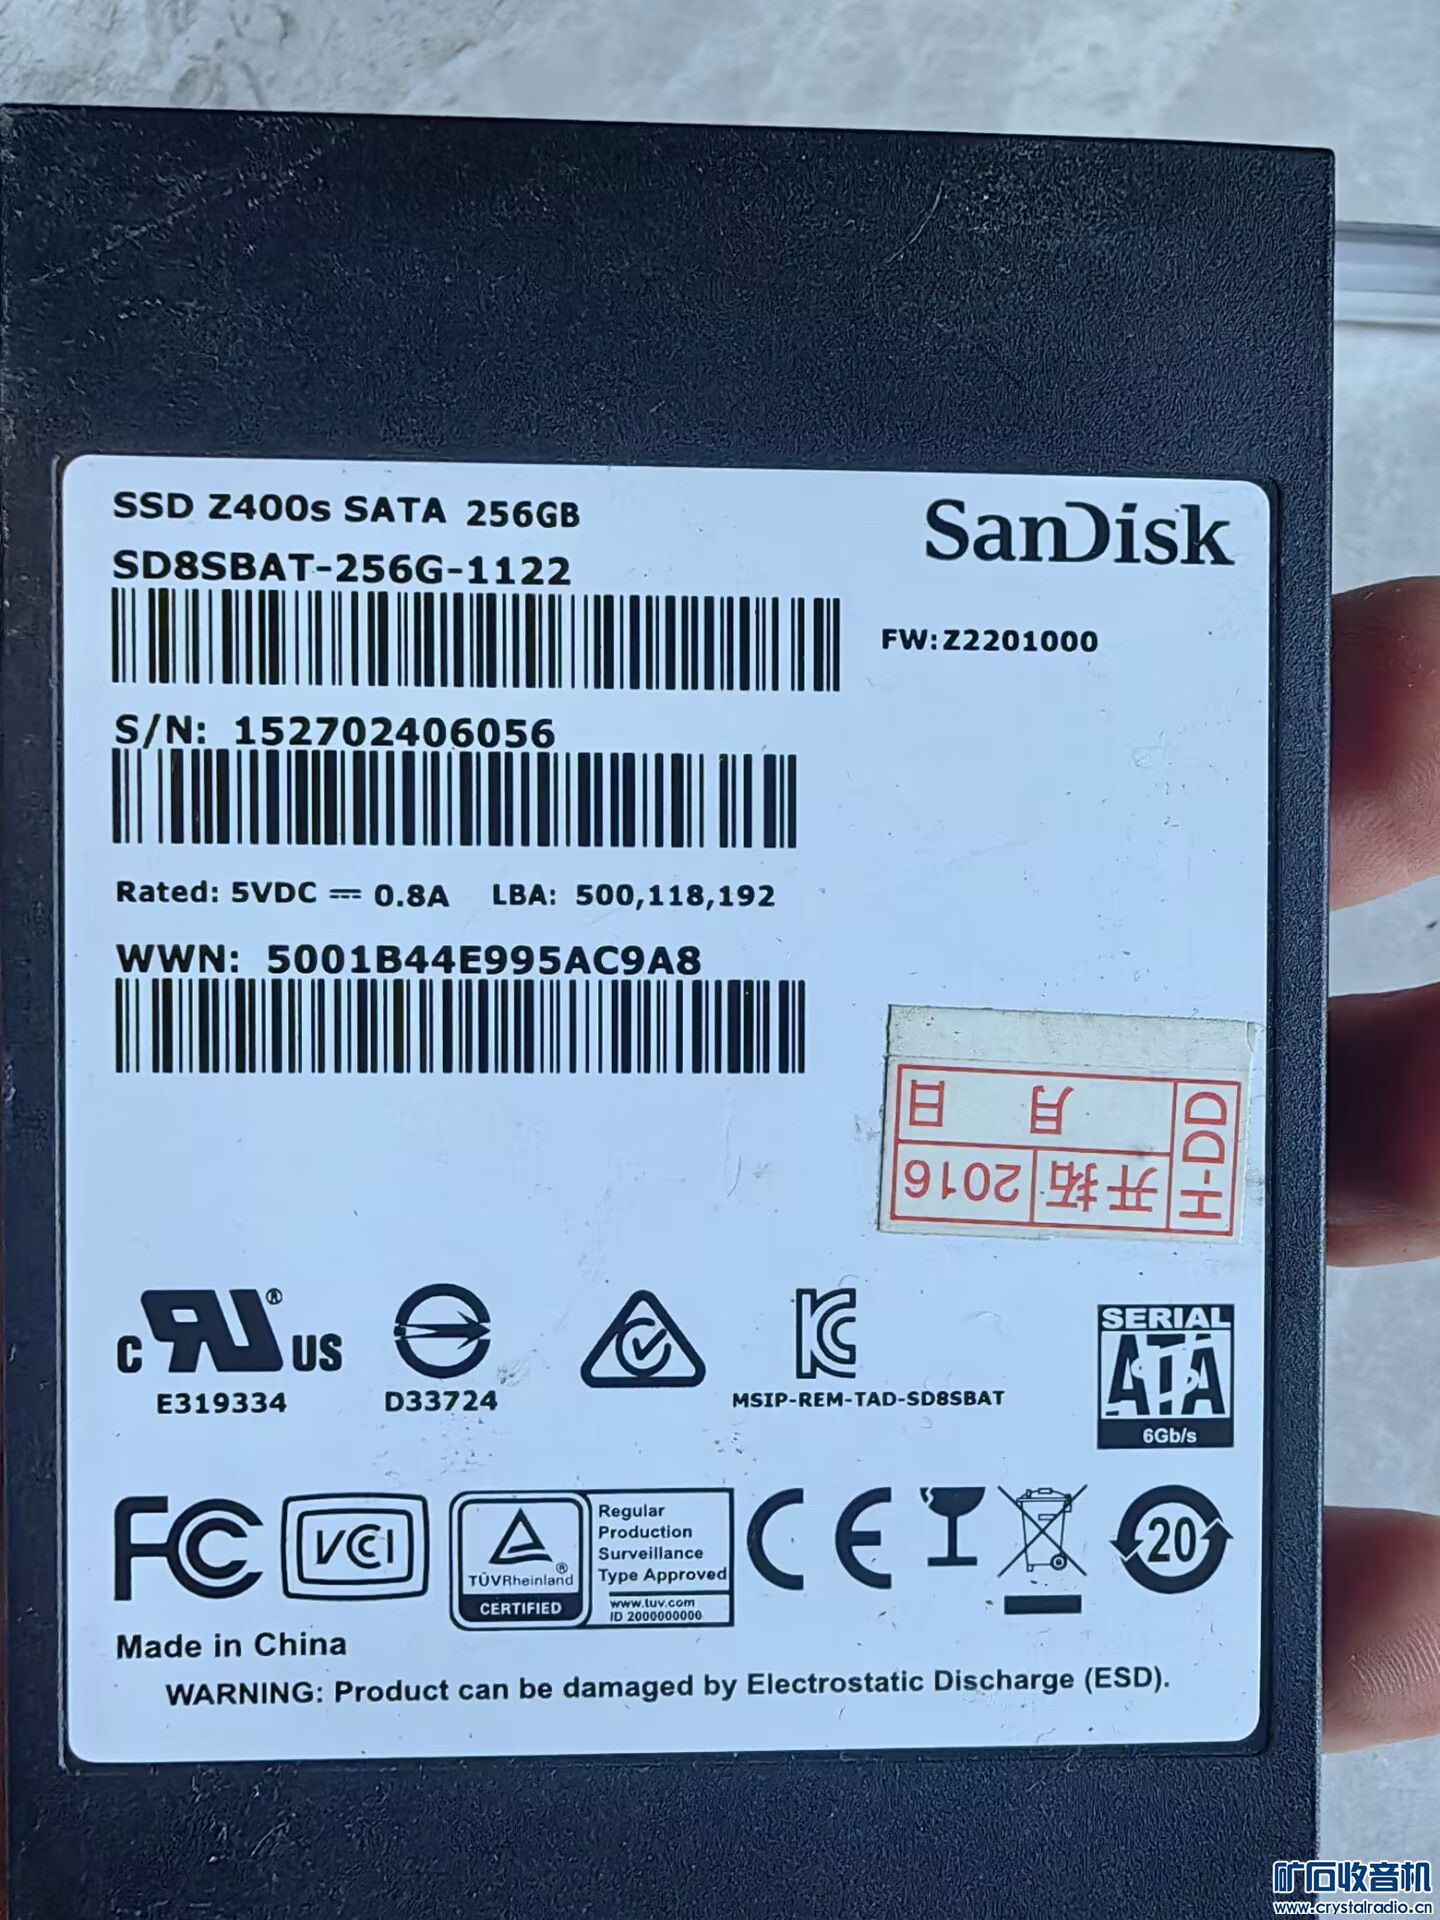 SSD Z400s SATA 256GB
SanDisk
SD8SBAT-256G-1122
FW:Z2201000
S/N: 152702406056
Rated: 5VDC ⎓ 0.8A LBA: 500,118,192
WWN: 5001B44E995AC9A8
H-DD
开拓 2016
月 日
c RU ® US
E319334
D33724
KC
MSIP-REM-TAD-SD8SBAT
SERIAL
ATA
6Gb/s
FC
VCCI
TÜVRheinland ®
CERTIFIED
Regular
Production
Surveillance
Type Approved
www.tuv.com
ID 2000000000
CE
20
Made in China
WARNING: Product can be damaged by Electrostatic Discharge (ESD).
矿石收音机
www.crystalradio.cn